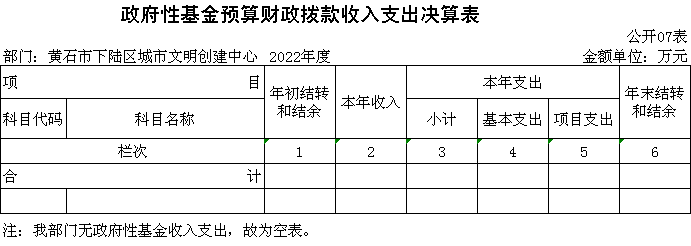 政府性基金预算财政拨款收入支出决算表
公开07表
部门：黄石市下陆区城市文明创建中心 2022年度 金额单位：万元
项 目 年初结转和结余 本年收入 本年支出 年末结转和结余
科目代码 科目名称 小计 基本支出 项目支出
栏次 1 2 3 4 5 6
合 计
注：我部门无政府性基金收入支出，故为空表。